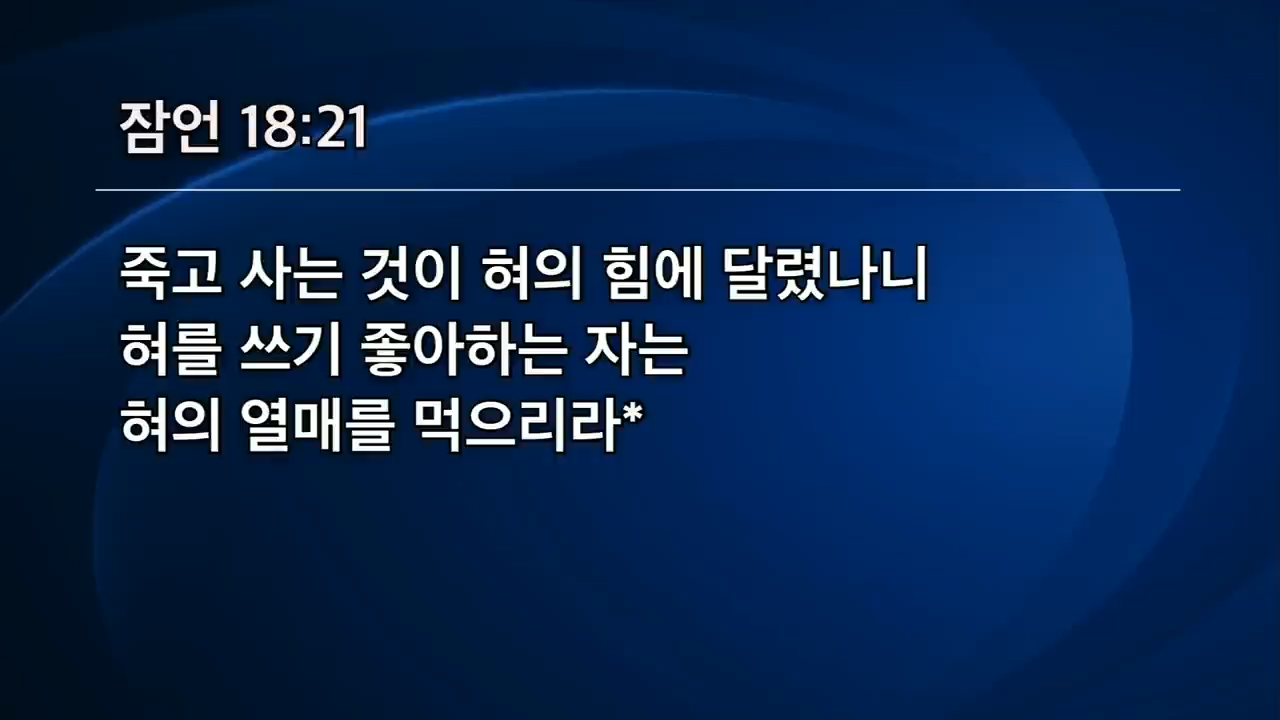 잠언 18:21
죽고 사는 것이 혀의 힘에 달렸나니
혀를 쓰기 좋아하는 자는
혀의 열매를 먹으리라*